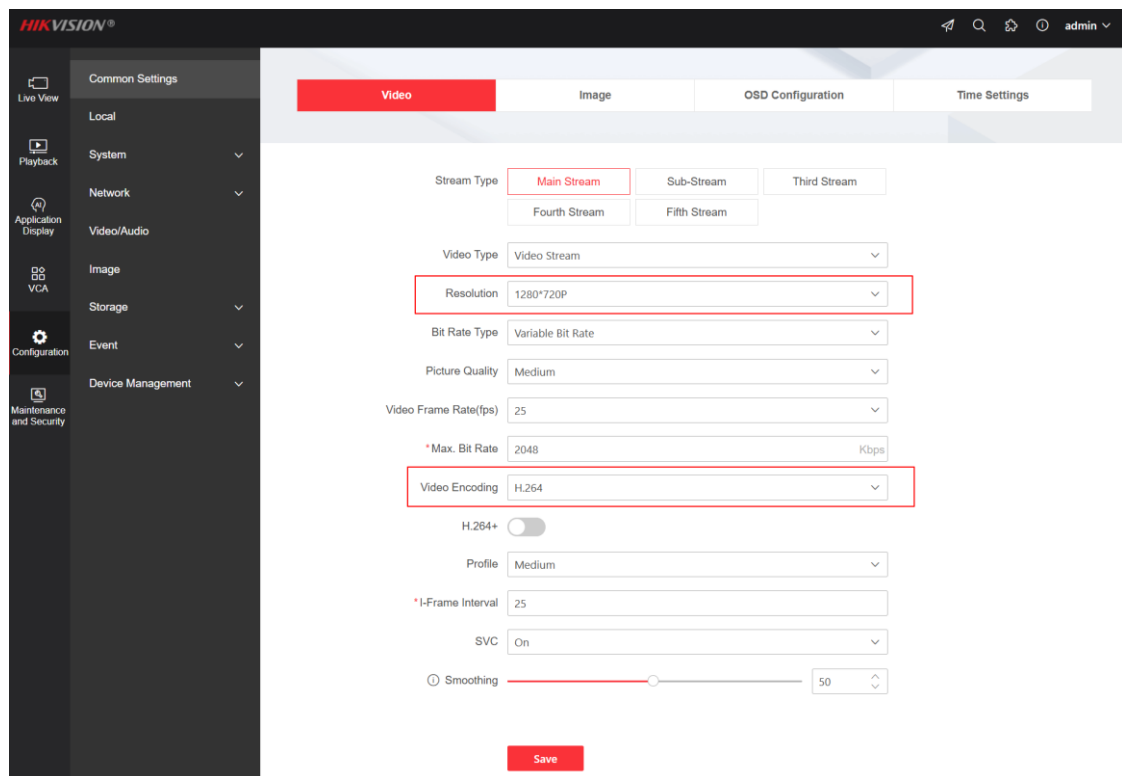 HIKVISION®
admin
Live View
Playback
Application
Display
VCA
Configuration
Maintenance
and Security
Common Settings
Local
System
Network
Video/Audio
Image
Storage
Event
Device Management
Video Image OSD Configuration Time Settings
Stream Type Main Stream Sub-Stream Third Stream
Fourth Stream Fifth Stream
Video Type Video Stream
Resolution 1280*720P
Bit Rate Type Variable Bit Rate
Picture Quality Medium
Video Frame Rate(fps) 25
*Max. Bit Rate 2048 Kbps
Video Encoding H.264
H.264+
Profile Medium
*I-Frame Interval 25
SVC On
Smoothing 50
Save